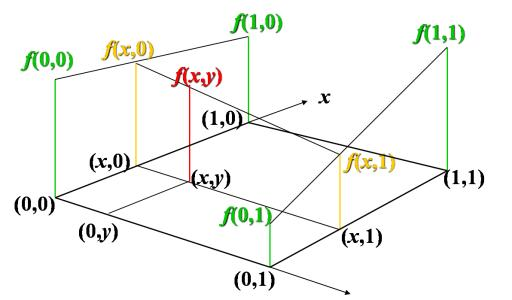 f(1,0)
f(1,1)
f(x,0)
f(0,0)
f(x,y)
x
(1,0)
(x,0)
f(x,1)
(x,y)
(1,1)
(0,0)
f(0,1)
(0,y)
(x,1)
(0,1)